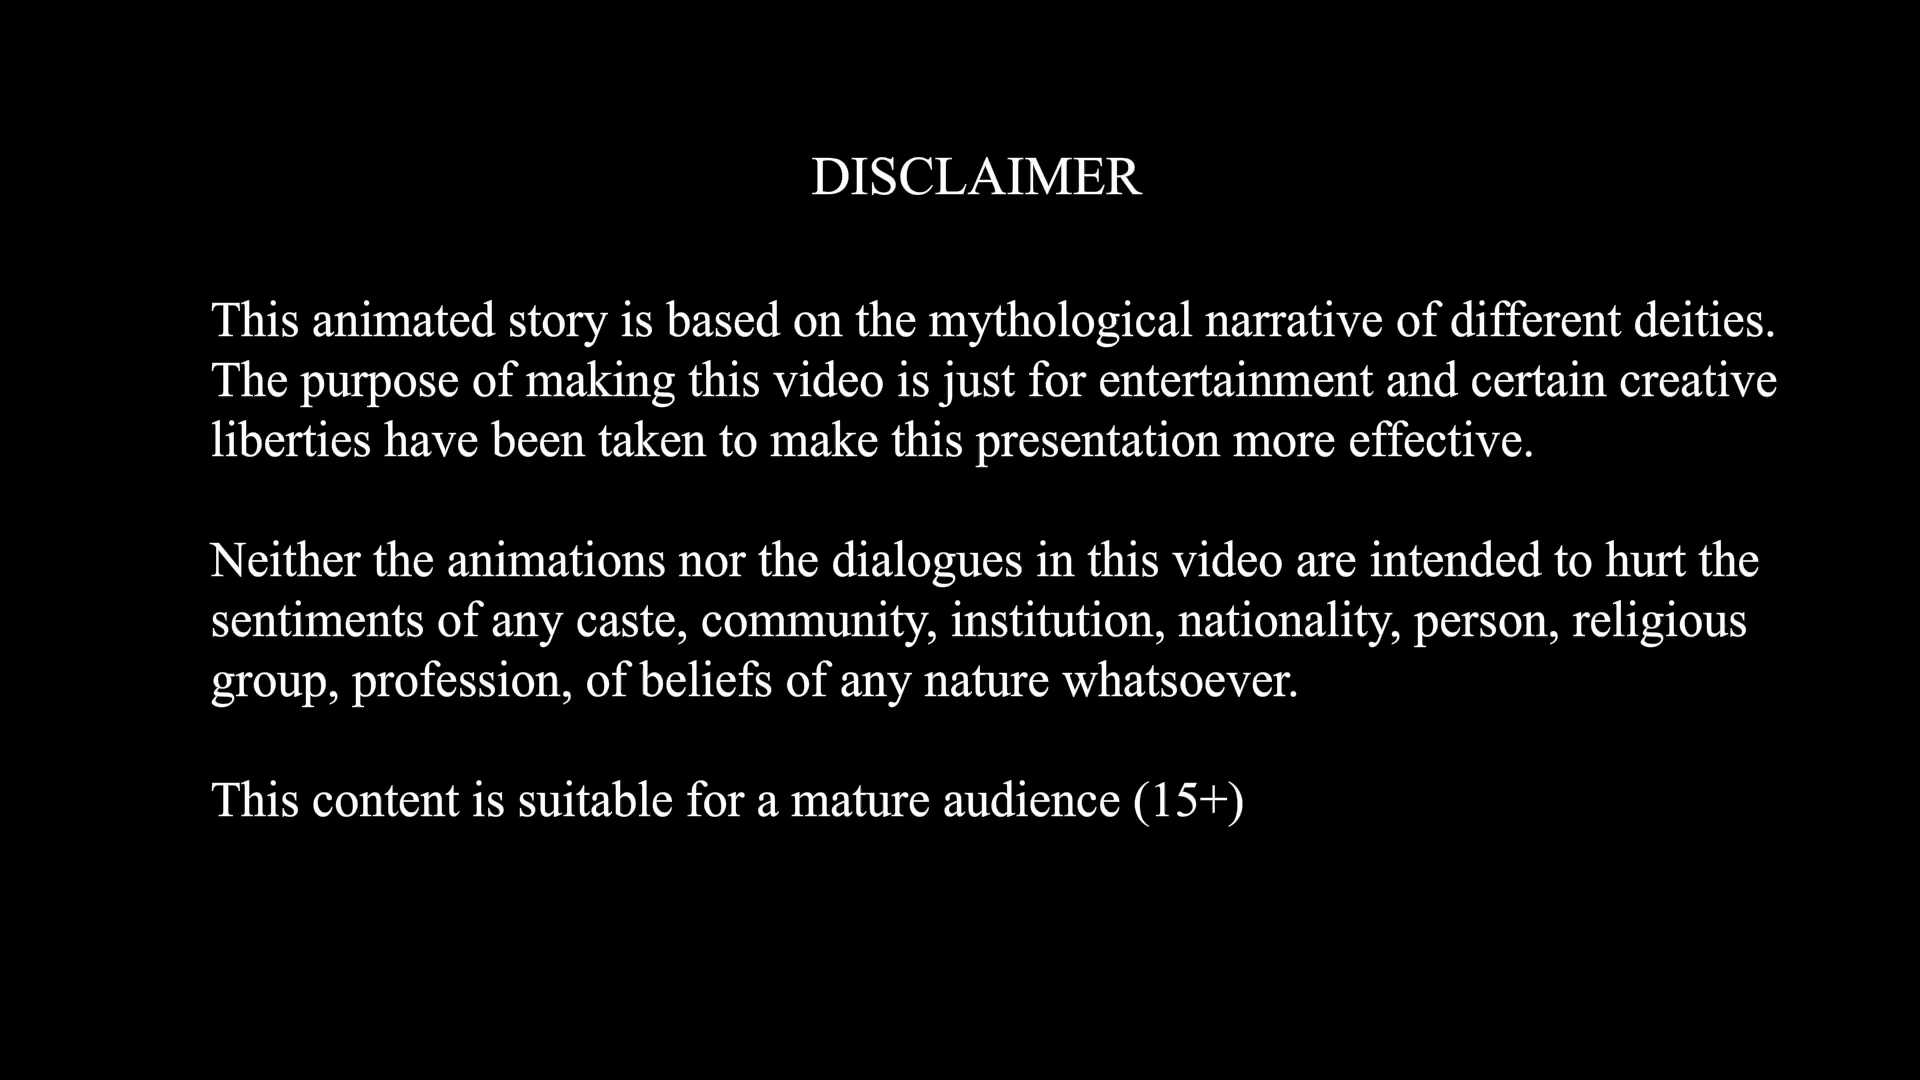 DISCLAIMER
This animated story is based on the mythological narrative of different deities.
The purpose of making this video is just for entertainment and certain creative
liberties have been taken to make this presentation more effective.
Neither the animations nor the dialogues in this video are intended to hurt the
sentiments of any caste, community, institution, nationality, person, religious
group, profession, of beliefs of any nature whatsoever.
This content is suitable for a mature audience (15+)